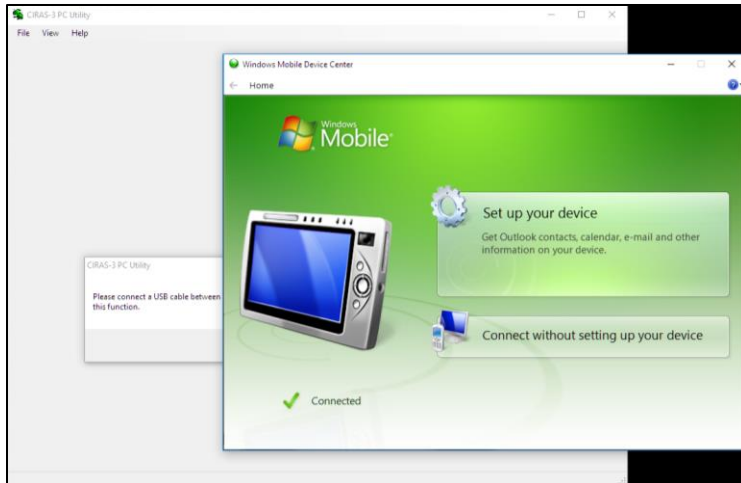 CIRAS-3 PC Utility
File View Help
Windows Mobile Device Center
Home
Windows
Mobile
Set up your device
Get Outlook contacts, calendar, e-mail and other
information on your device.
CIRAS-3 PC Utility
Please connect a USB cable between
this function.
Connect without setting up your device
Connected